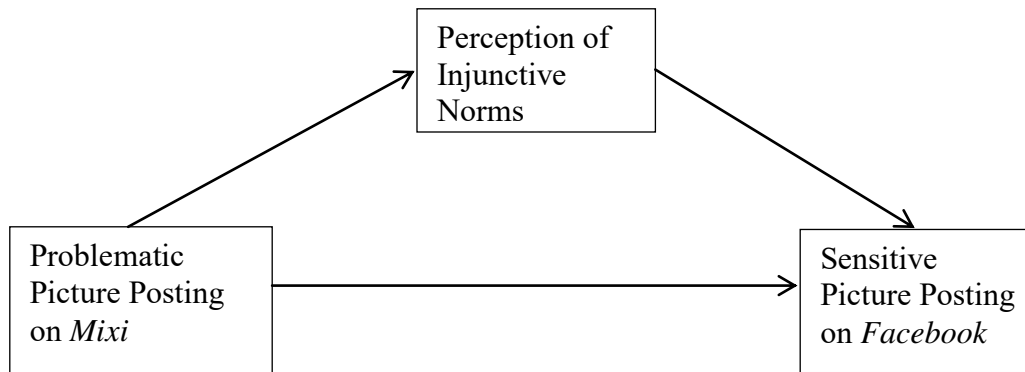 Perception of
Injunctive
Norms
Problematic
Picture Posting
on Mixi
Sensitive
Picture Posting
on Facebook